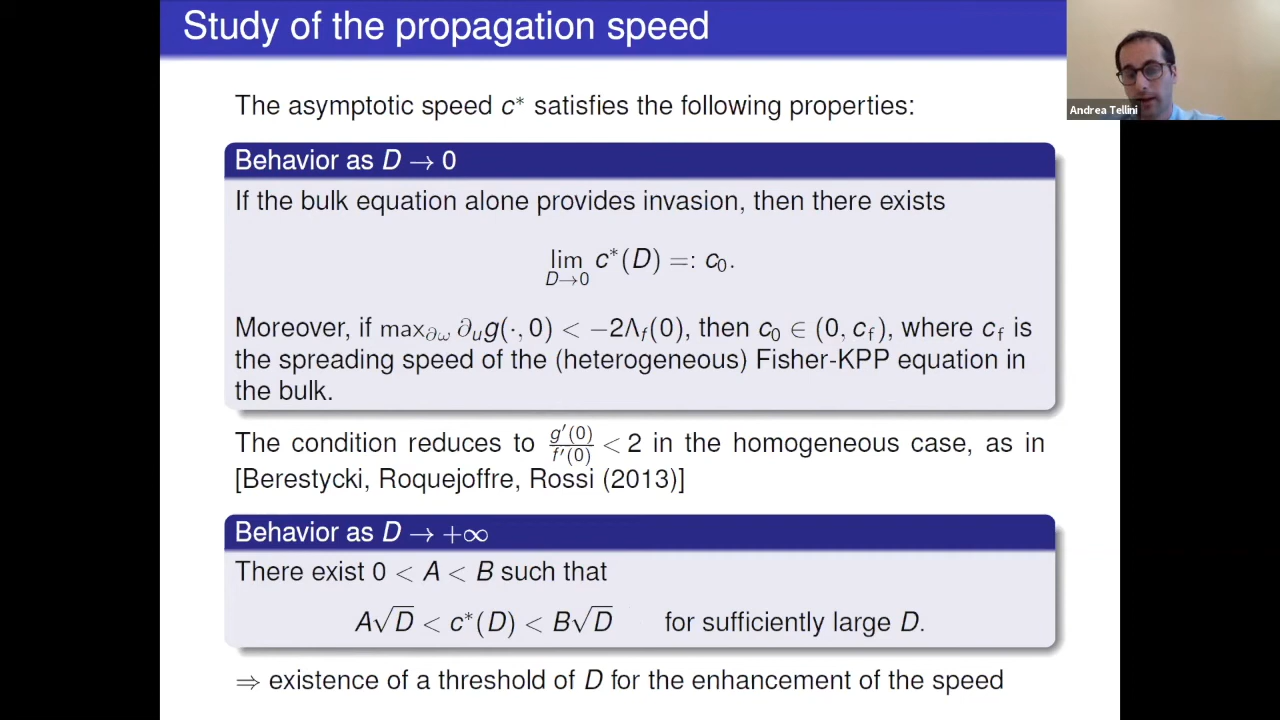 Study of the propagation speed
Andrea Tellini
The asymptotic speed c* satisfies the following properties:
Behavior as D → 0
If the bulk equation alone provides invasion, then there exists
lim_{D→0} c*(D) =: c₀.
Moreover, if max_{∂ω} ∂ᵤg(·, 0) < −2Λ_f(0), then c₀ ∈ (0, c_f), where c_f is
the spreading speed of the (heterogeneous) Fisher-KPP equation in
the bulk.
The condition reduces to g′(0)/f′(0) < 2 in the homogeneous case, as in
[Berestycki, Roquejoffre, Rossi (2013)]
Behavior as D → +∞
There exist 0 < A < B such that
A√D < c*(D) < B√D for sufficiently large D.
⇒ existence of a threshold of D for the enhancement of the speed